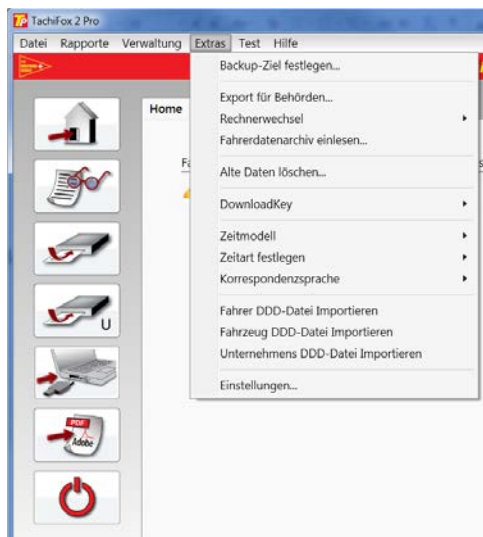 TachiFox 2 Pro
Datei Rapporte Verwaltung Extras Test Hilfe
Backup-Ziel festlegen...
Export für Behörden...
Home
Rechnerwechsel
Fahrerdatenarchiv einlesen...
Alte Daten löschen...
DownloadKey
Zeitmodell
Zeitart festlegen
Korrespondenzsprache
U
Fahrer DDD-Datei Importieren
Fahrzeug DDD-Datei Importieren
Unternehmens DDD-Datei Importieren
Einstellungen...
PDF
Adobe